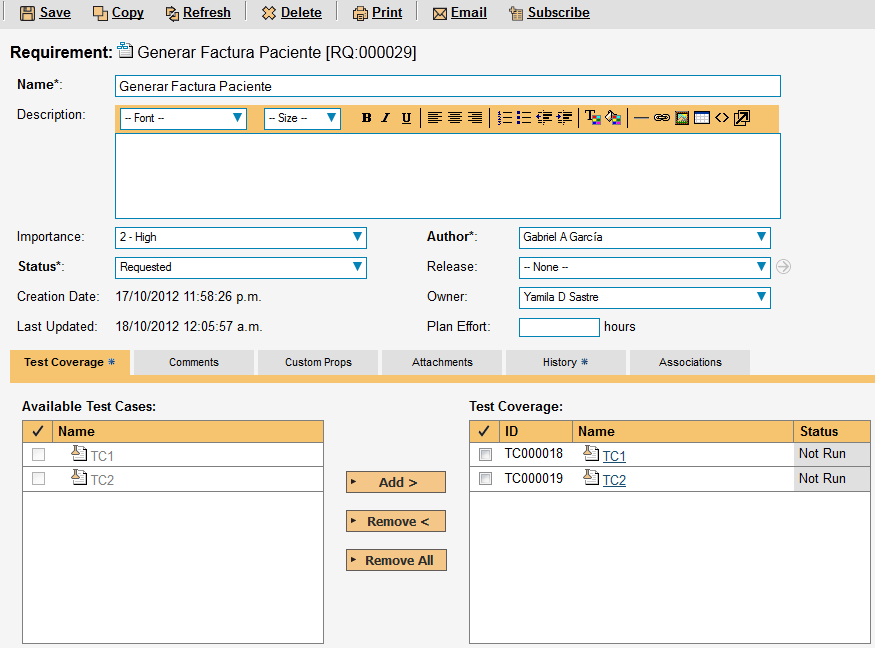 Save Copy Refresh Delete Print Email Subscribe
Requirement: Generar Factura Paciente [RQ:000029]
Name*: Generar Factura Paciente
Description: -- Font -- -- Size -- B I U
Importance: 2 - High Author*: Gabriel A García
Status*: Requested Release: -- None --
Creation Date: 17/10/2012 11:58:26 p.m. Owner: Yamila D Sastre
Last Updated: 18/10/2012 12:05:57 a.m. Plan Effort: hours
Test Coverage * Comments Custom Props Attachments History * Associations
Available Test Cases: Test Coverage:
✓ Name ✓ ID Name Status
TC1 TC000018 TC1 Not Run
TC2 TC000019 TC2 Not Run
Add >
Remove <
Remove All